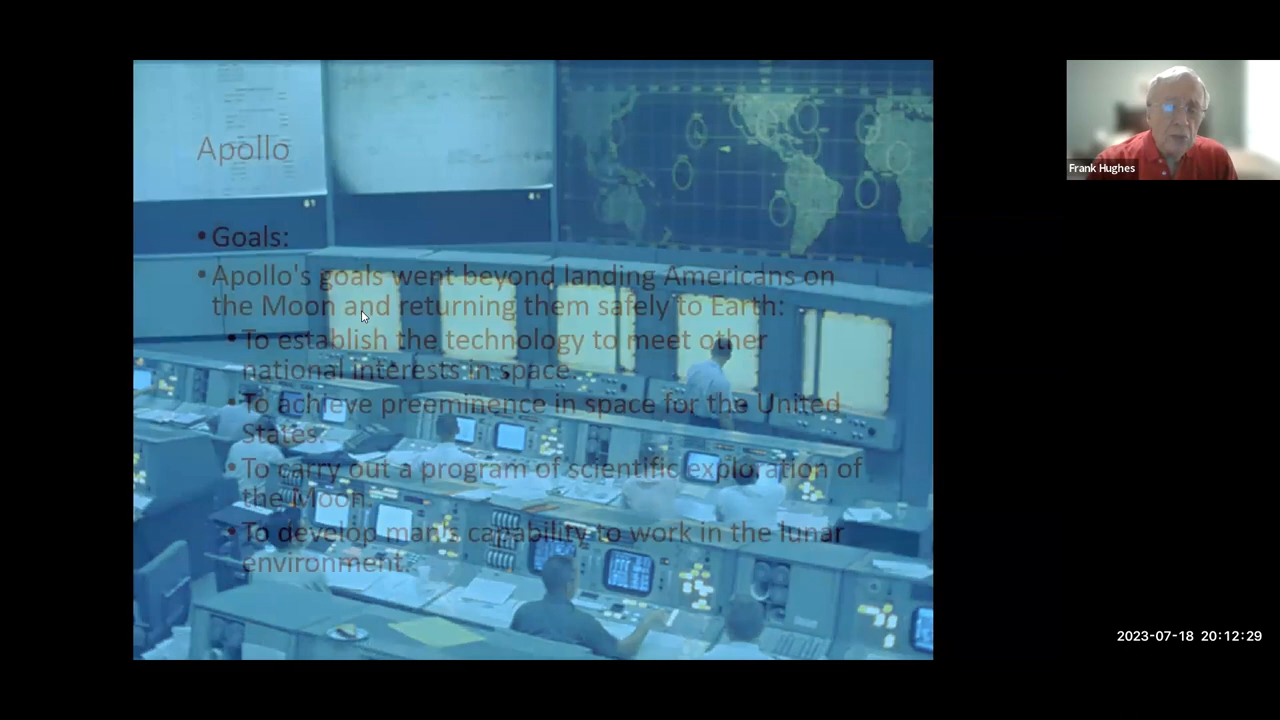 Apollo
• Goals:
• Apollo's goals went beyond landing Americans on
the Moon and returning them safely to Earth:
• To establish the technology to meet other
national interests in space.
• To achieve preeminence in space for the United
States.
• To carry out a program of scientific exploration of
the Moon.
• To develop man's capability to work in the lunar
environment.
Frank Hughes
2023-07-18 20:12:29